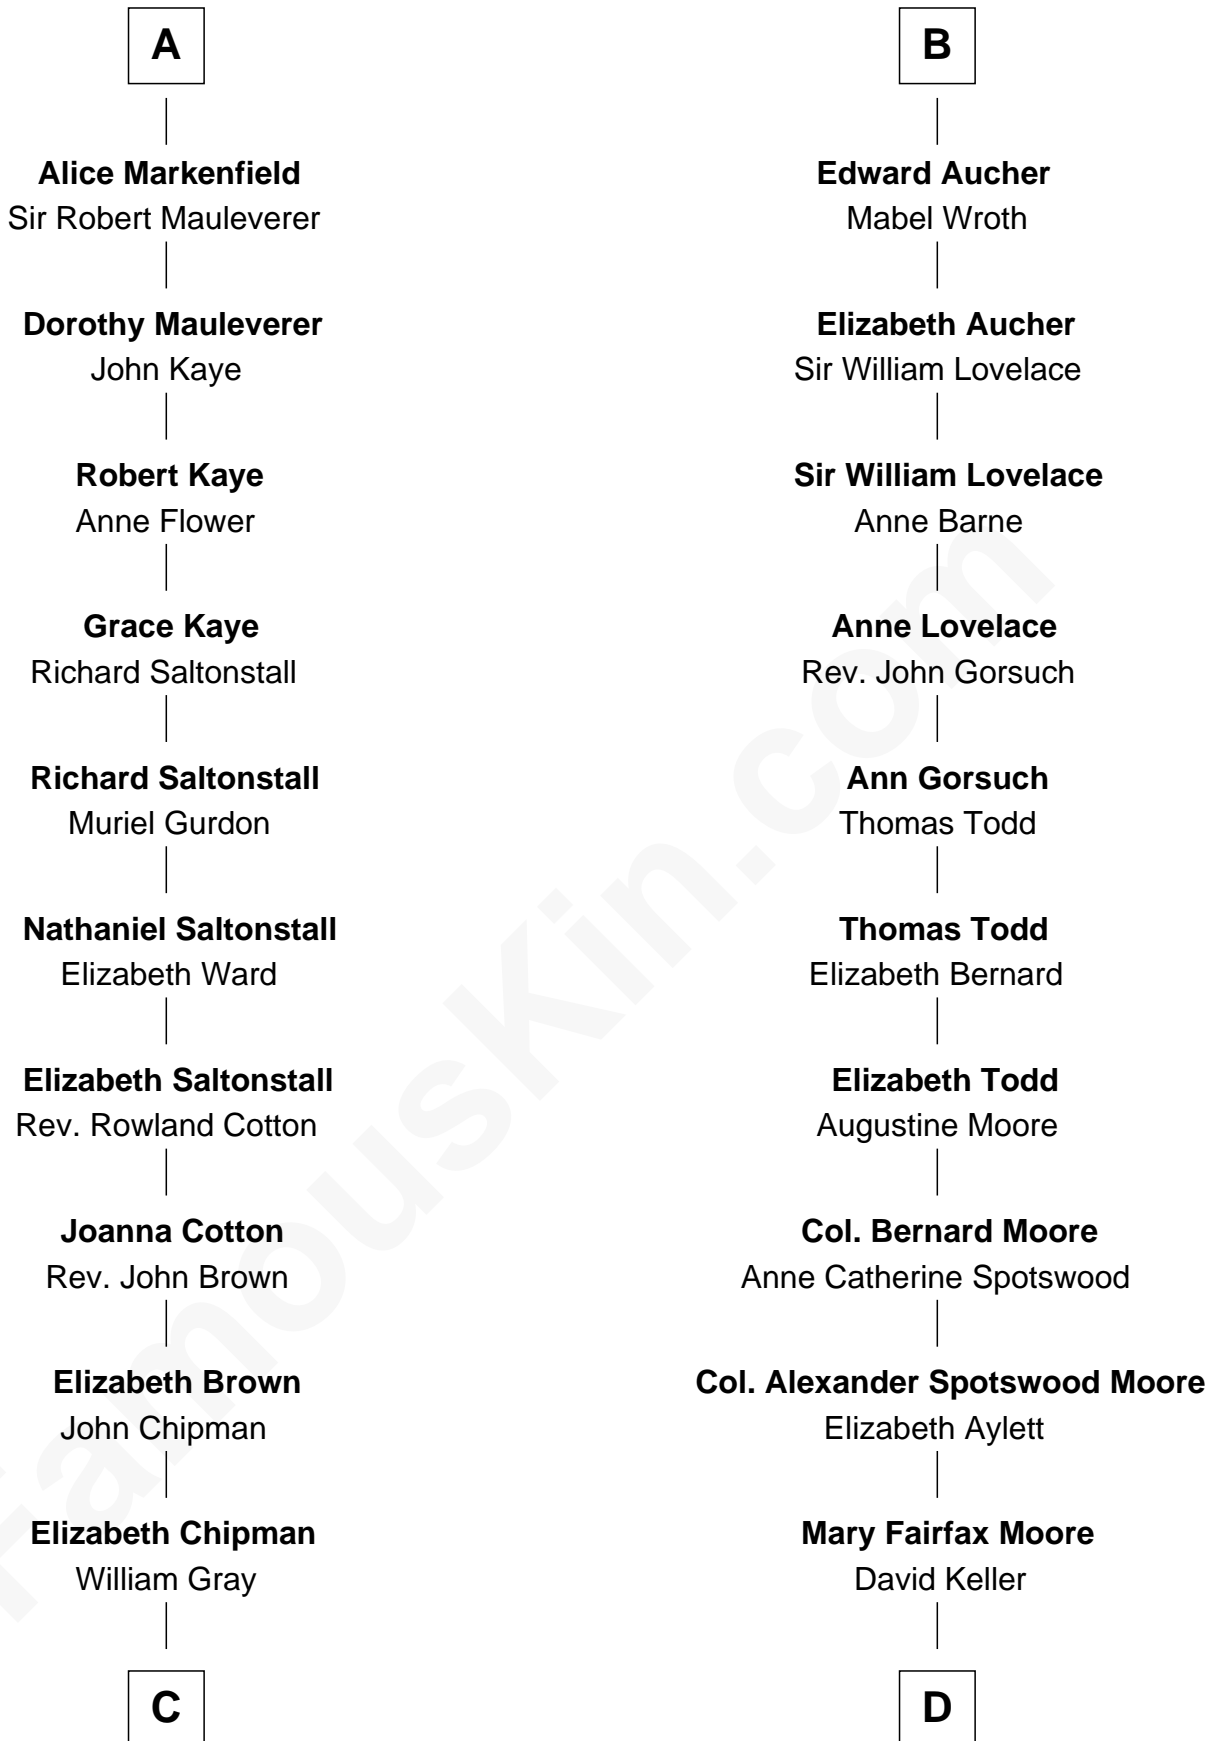 A
Alice Markenfield
Sir Robert Mauleverer
Dorothy Mauleverer
John Kaye
Robert Kaye
Anne Flower
Grace Kaye
Richard Saltonstall
Richard Saltonstall
Muriel Gurdon
Nathaniel Saltonstall
Elizabeth Ward
Elizabeth Saltonstall
Rev. Rowland Cotton
Joanna Cotton
Rev. John Brown
Elizabeth Brown
John Chipman
Elizabeth Chipman
William Gray
C
B
Edward Aucher
Mabel Wroth
Elizabeth Aucher
Sir William Lovelace
Sir William Lovelace
Anne Barne
Anne Lovelace
Rev. John Gorsuch
Ann Gorsuch
Thomas Todd
Thomas Todd
Elizabeth Bernard
Elizabeth Todd
Augustine Moore
Col. Bernard Moore
Anne Catherine Spotswood
Col. Alexander Spotswood Moore
Elizabeth Aylett
Mary Fairfax Moore
David Keller
D
FamousKin.com